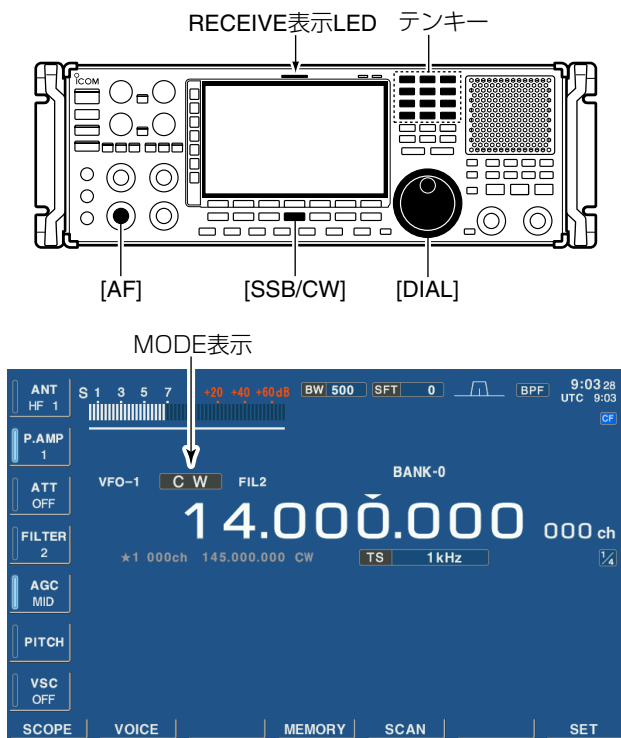 RECEIVE表示LED テンキー
ICOM
[AF] [SSB/CW] [DIAL]
MODE表示
ANT
HF 1
S 1 3 5 7 +20 +40 +60dB
BW 500 SFT 0 BPF
9:03 28
UTC 9:03
CF
P.AMP
1
ATT
OFF
VFO-1 CW FIL2 BANK-0
14.000.000 000 ch
FILTER
2
★1 000ch 145.000.000 CW TS 1kHz 1/4
AGC
MID
PITCH
VSC
OFF
SCOPE VOICE MEMORY SCAN SET